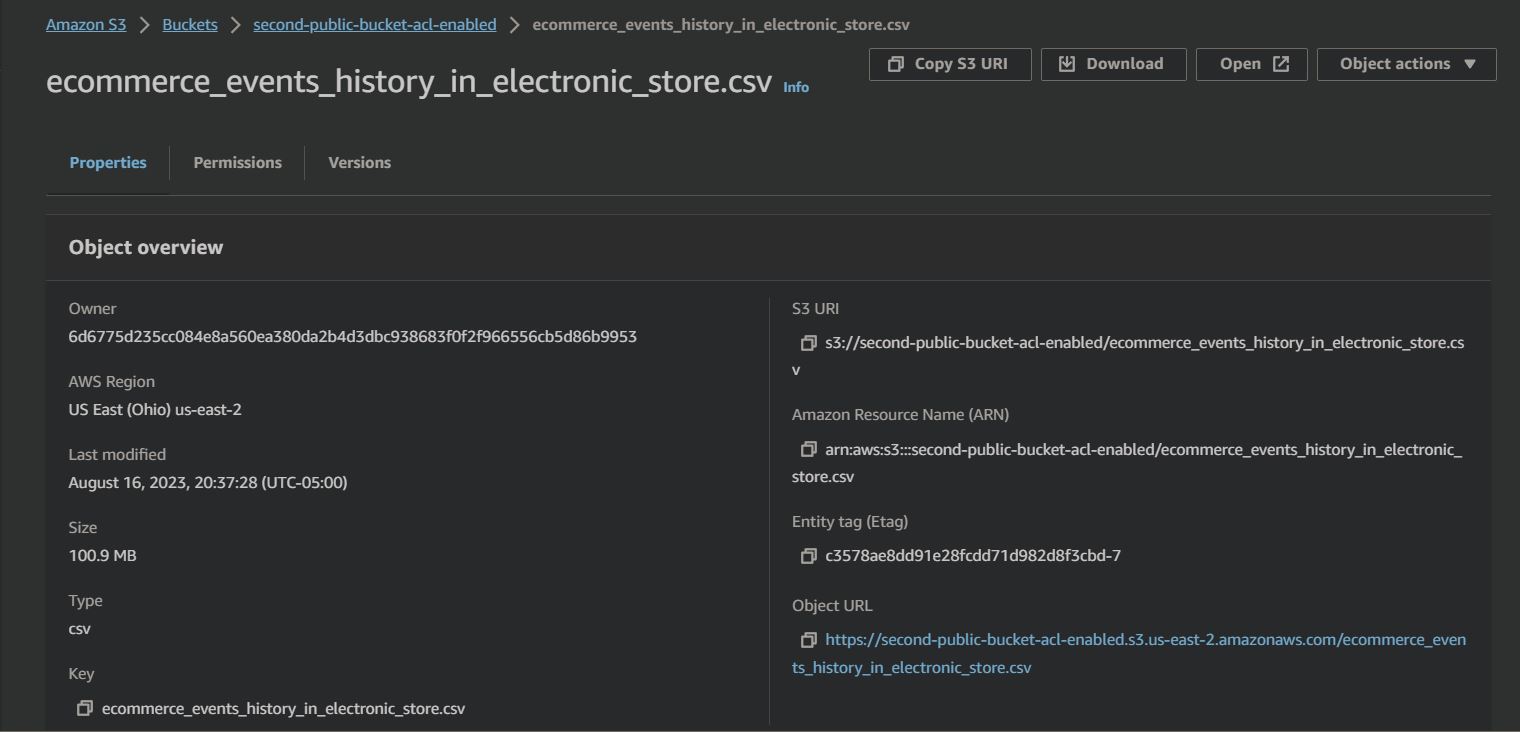 Amazon S3 > Buckets > second-public-bucket-acl-enabled > ecommerce_events_history_in_electronic_store.csv
ecommerce_events_history_in_electronic_store.csv Info
Copy S3 URI Download Open Object actions
Properties Permissions Versions
Object overview
Owner
6d6775d235cc084e8a560ea380da2b4d3dbc938683f0f2f966556cb5d86b9953
AWS Region
US East (Ohio) us-east-2
Last modified
August 16, 2023, 20:37:28 (UTC-05:00)
Size
100.9 MB
Type
csv
Key
ecommerce_events_history_in_electronic_store.csv
S3 URI
s3://second-public-bucket-acl-enabled/ecommerce_events_history_in_electronic_store.cs
v
Amazon Resource Name (ARN)
arn:aws:s3:::second-public-bucket-acl-enabled/ecommerce_events_history_in_electronic_
store.csv
Entity tag (Etag)
c3578ae8dd91e28fcdd71d982d8f3cbd-7
Object URL
https://second-public-bucket-acl-enabled.s3.us-east-2.amazonaws.com/ecommerce_even
ts_history_in_electronic_store.csv